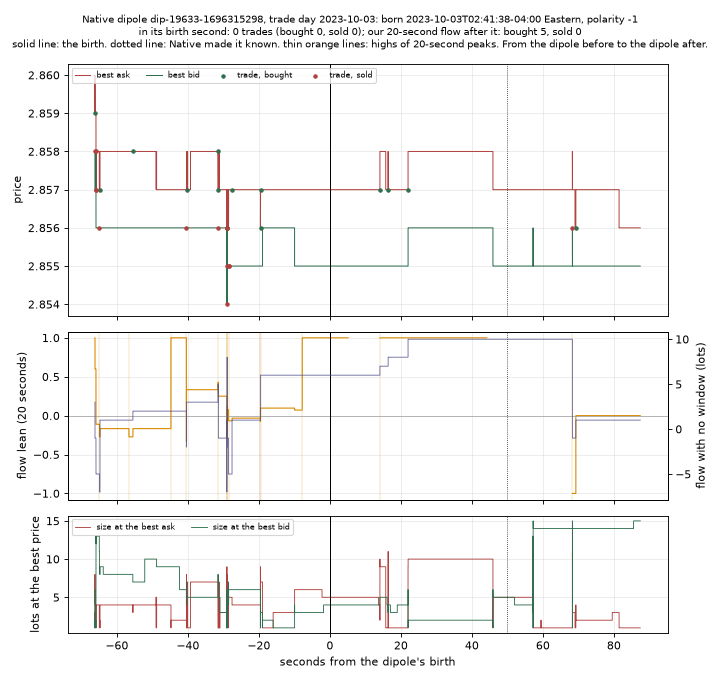 Native dipole dip-19633-1696315298, trade day 2023-10-03: born 2023-10-03T02:41:38-04:00 Eastern, polarity -1
in its birth second: 0 trades (bought 0, sold 0); our 20-second flow after it: bought 5, sold 0
solid line: the birth. dotted line: Native made it known. thin orange lines: highs of 20-second peaks. From the dipole before to the dipole after.
best ask
best bid
trade, bought
trade, sold
2.860
2.859
2.858
2.857
2.856
2.855
2.854
price
1.0
0.5
0.0
−0.5
−1.0
flow lean (20 seconds)
10
5
0
−5
flow with no window (lots)
size at the best ask
size at the best bid
15
10
5
lots at the best price
−60
−40
−20
0
20
40
60
80
seconds from the dipole's birth